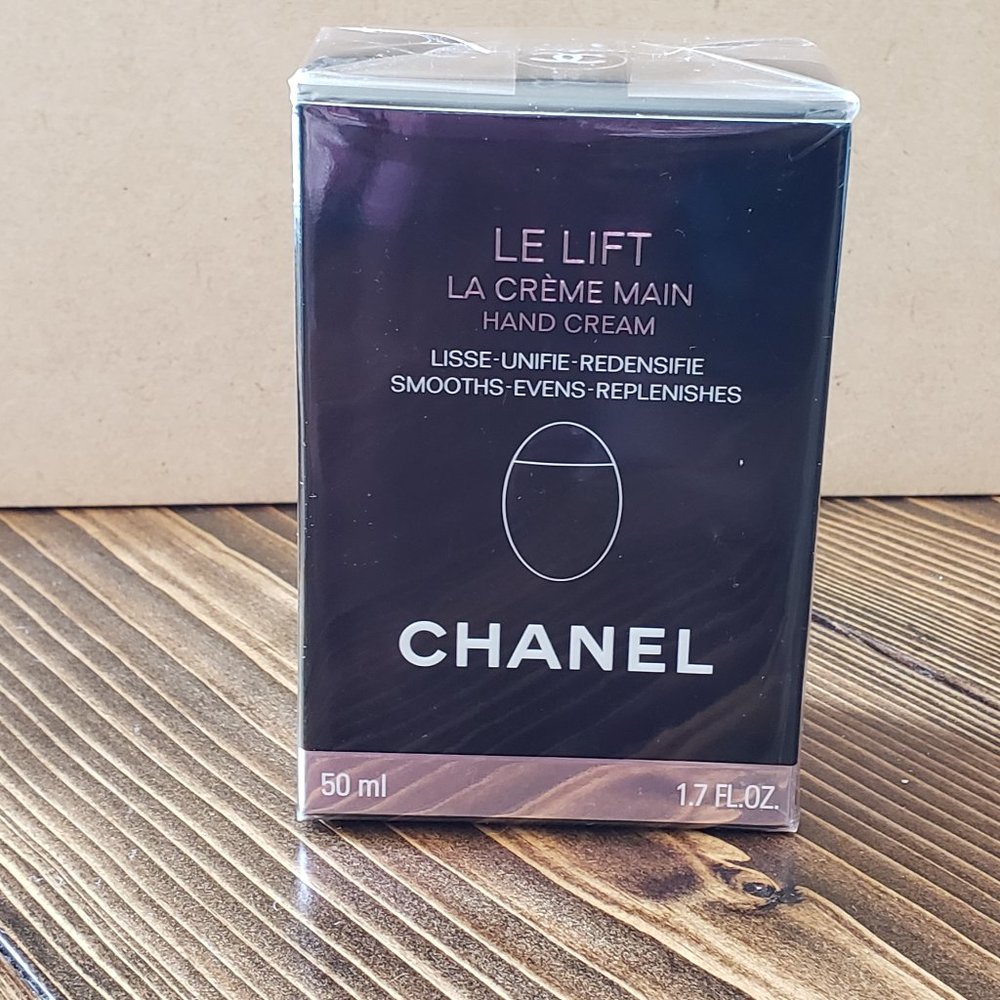 LE LIFT
LA CRÈME MAIN
HAND CREAM
LISSE-UNIFIE-REDENSIFIE
SMOOTHS-EVENS-REPLENISHES
CHANEL
50 ml 1.7 FL.OZ.